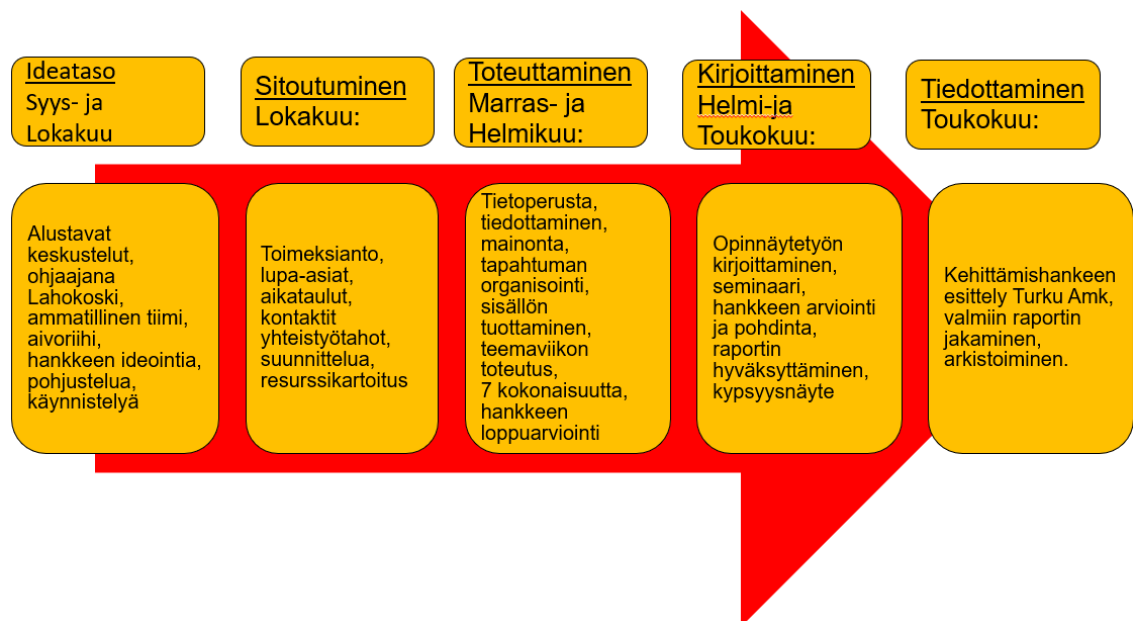 Ideataso
Syys- ja
Lokakuu
Sitoutuminen
Lokakuu:
Toteuttaminen
Marras- ja
Helmikuu:
Kirjoittaminen
Helmi-ja
Toukokuu:
Tiedottaminen
Toukokuu:
Alustavat
keskustelut,
ohjaajana
Lahokoski,
ammatillinen tiimi,
aivoriihi,
hankkeen ideointia,
pohjustelua,
käynnistelyä
Toimeksianto,
lupa-asiat,
aikataulut,
kontaktit
yhteistyötahot,
suunnittelua,
resurssikartoitus
Tietoperusta,
tiedottaminen,
mainonta,
tapahtuman
organisointi,
sisällön
tuottaminen,
teemaviikon
toteutus,
7 kokonaisuutta,
hankkeen
loppuarviointi
Opinnäytetyön
kirjoittaminen,
seminaari,
hankkeen arviointi
ja pohdinta,
raportin
hyväksyttäminen,
kypsyysnäyte
Kehittämishankeen
esittely Turku Amk,
valmiin raportin
jakaminen,
arkistoiminen.